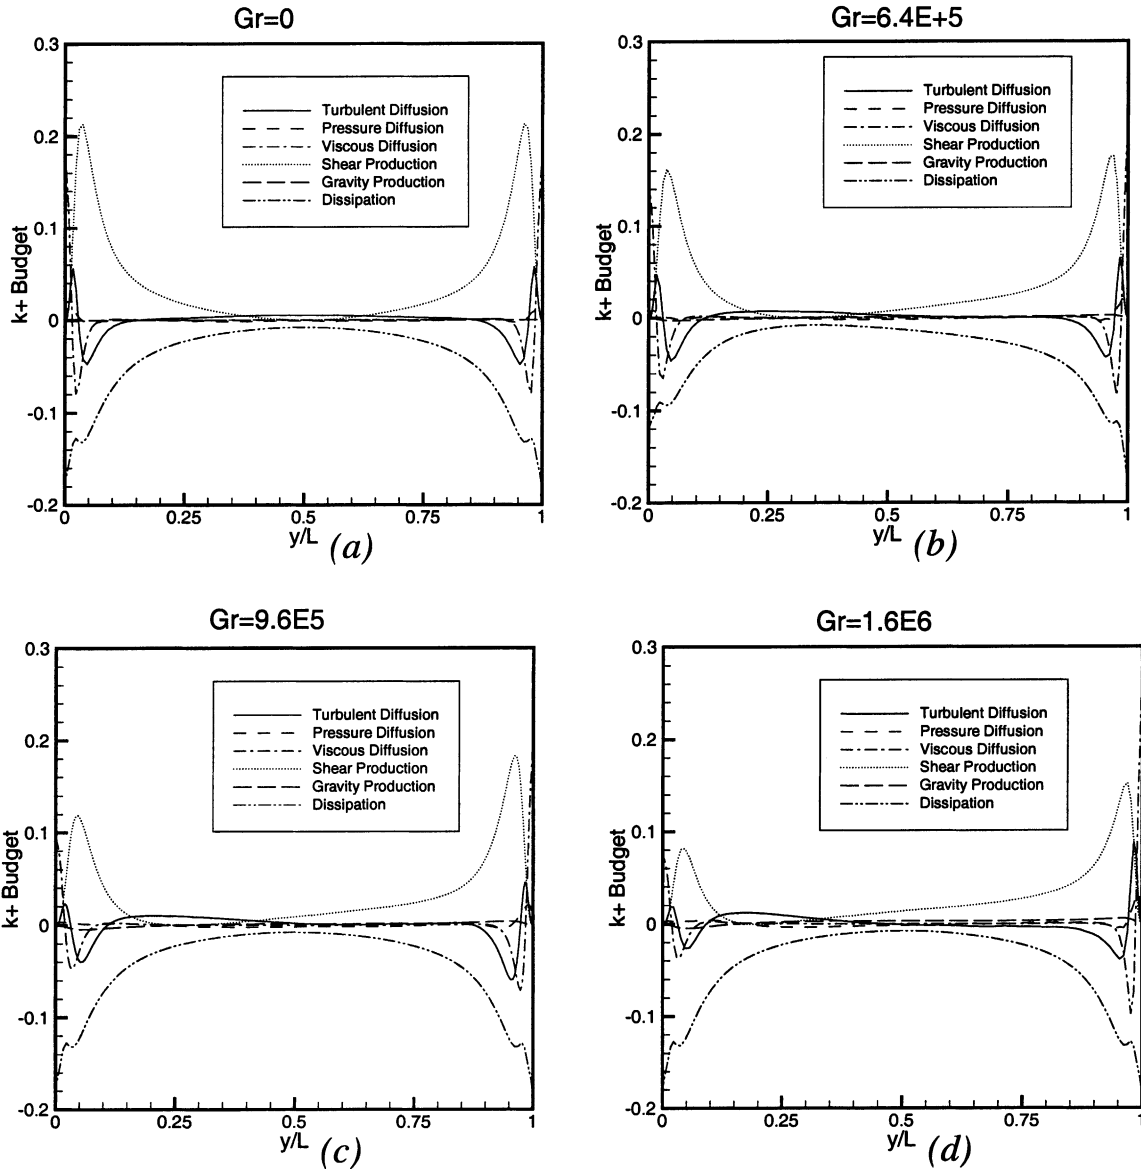 Gr=0
0.3
0.2
0.1
0
-0.1
-0.2
k+ Budget
Turbulent Diffusion
Pressure Diffusion
Viscous Diffusion
Shear Production
Gravity Production
Dissipation
0
0.25
0.5
0.75
1
y/L
(a)
Gr=6.4E+5
0.3
0.2
0.1
0
-0.1
-0.2
k+ Budget
Turbulent Diffusion
Pressure Diffusion
Viscous Diffusion
Shear Production
Gravity Production
Dissipation
0
0.25
0.5
0.75
1
y/L
(b)
Gr=9.6E5
0.3
0.2
0.1
0
-0.1
-0.2
k+ Budget
Turbulent Diffusion
Pressure Diffusion
Viscous Diffusion
Shear Production
Gravity Production
Dissipation
0
0.25
0.5
0.75
1
y/L
(c)
Gr=1.6E6
0.3
0.2
0.1
0
-0.1
-0.2
k+ Budget
Turbulent Diffusion
Pressure Diffusion
Viscous Diffusion
Shear Production
Gravity Production
Dissipation
0
0.25
0.5
0.75
1
y/L
(d)